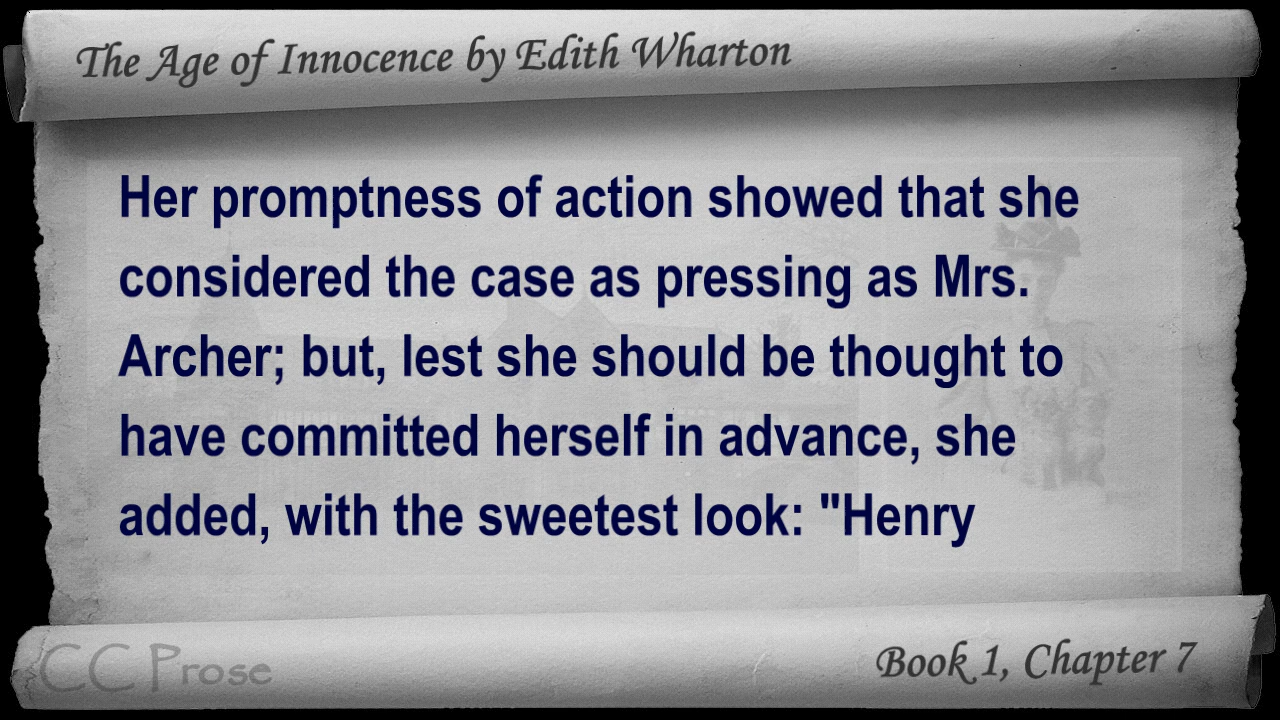 The Age of Innocence by Edith Wharton
Her promptness of action showed that she
considered the case as pressing as Mrs.
Archer; but, lest she should be thought to
have committed herself in advance, she
added, with the sweetest look: "Henry
CC Prose
Book 1, Chapter 7